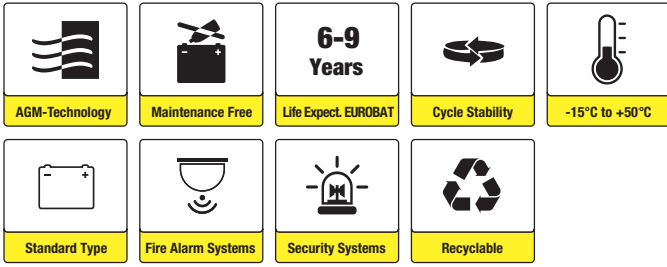 AGM-Technology
Maintenance Free
6-9
Years
Life Expect. EUROBAT
Cycle Stability
-15°C to +50°C
Standard Type
Fire Alarm Systems
Security Systems
Recyclable